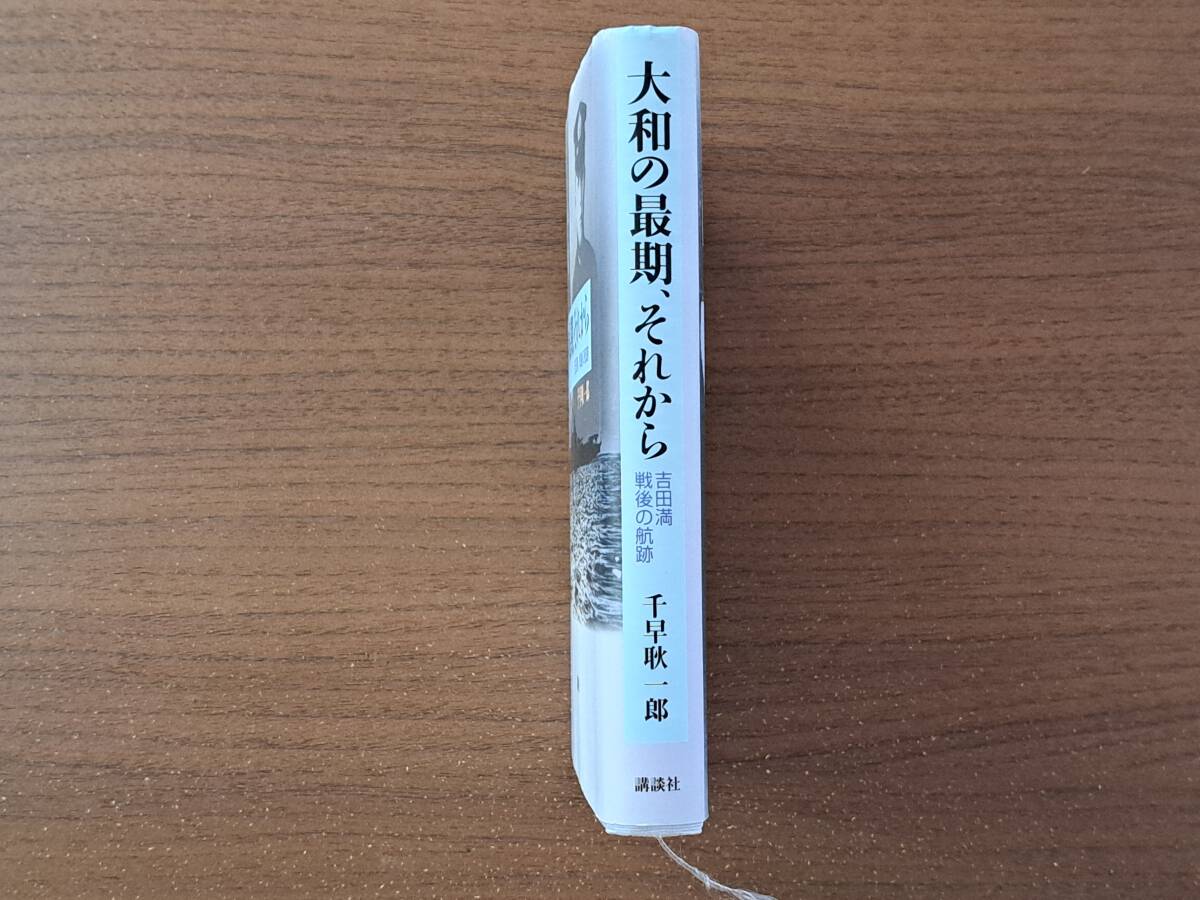 大和の最期、それから
吉田満
戦後の航跡
千早耿一郎
講談社